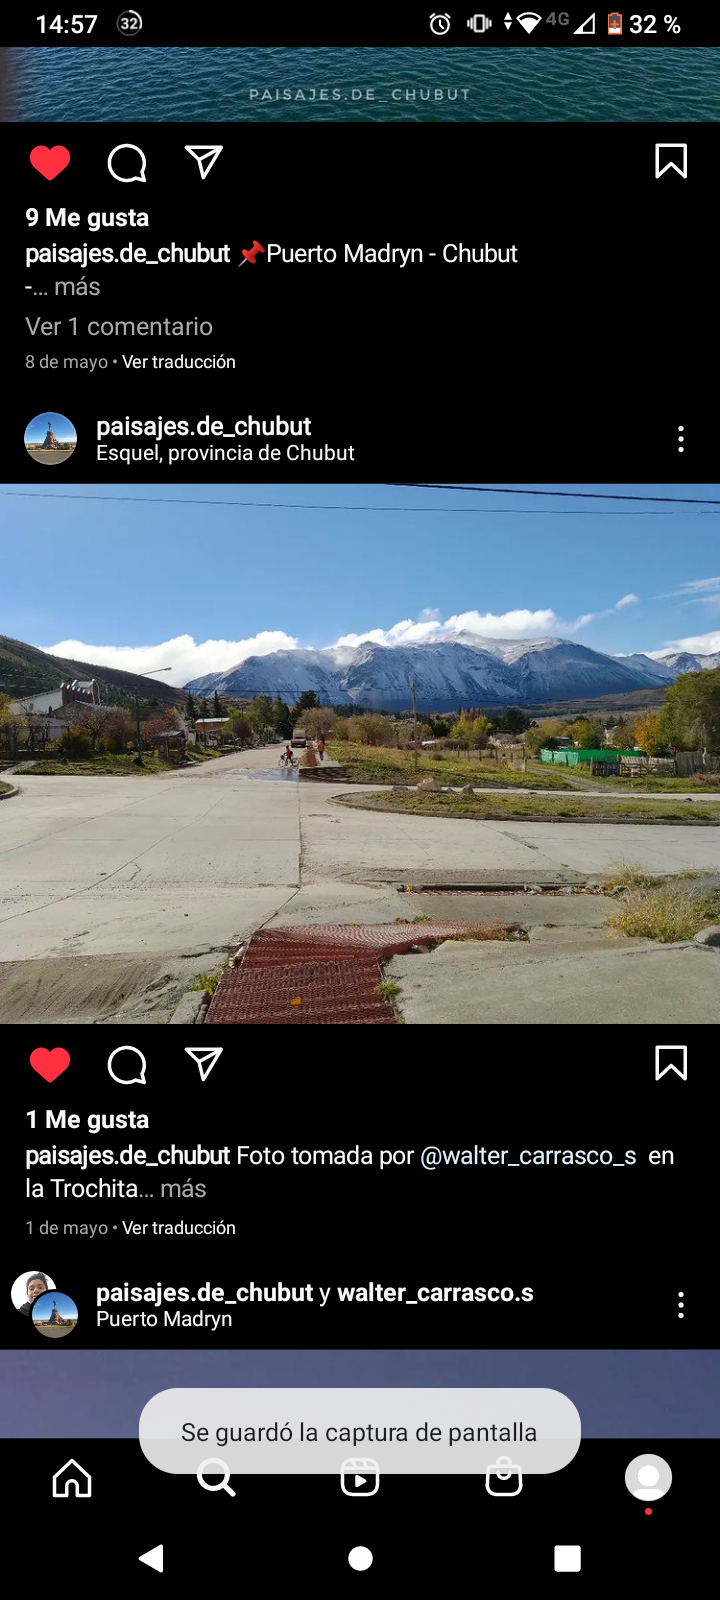 14:57
32
4G
32 %
PAISAJES.DE_CHUBUT
9 Me gusta
paisajes.de_chubut 📌Puerto Madryn - Chubut
-... más
Ver 1 comentario
8 de mayo • Ver traducción
paisajes.de_chubut
Esquel, provincia de Chubut
1 Me gusta
paisajes.de_chubut Foto tomada por @walter_carrasco_s en
la Trochita... más
1 de mayo • Ver traducción
paisajes.de_chubut y walter_carrasco.s
Puerto Madryn
Se guardó la captura de pantalla